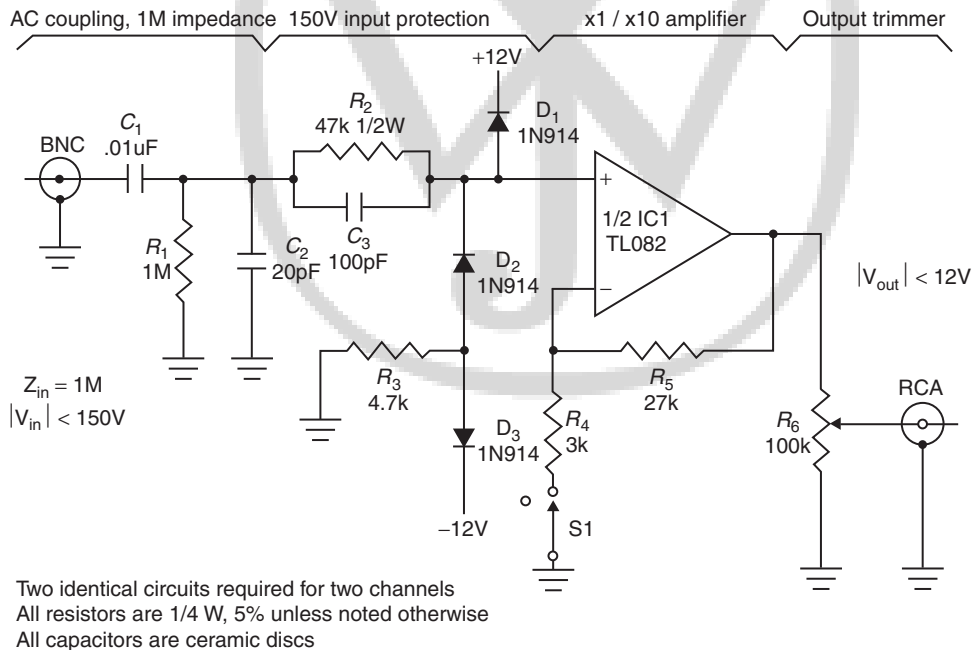 AC coupling, 1M impedance 150V input protection x1 / x10 amplifier Output trimmer
+12V
R2
47k 1/2W
D1
1N914
C1
.01uF
BNC
+
1/2 IC1
TL082
C3
100pF
R1
1M
C2
20pF
D2
1N914
|Vout| < 12V
−
R3
4.7k
R5
27k
Zin = 1M
|Vin| < 150V
RCA
D3
1N914
R4
3k
R6
100k
−12V
S1
Two identical circuits required for two channels
All resistors are 1/4 W, 5% unless noted otherwise
All capacitors are ceramic discs